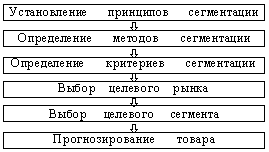 Установление принципов сегментации
Определение методов сегментации
Определение критериев сегментации
Выбор целевого рынка
Выбор целевого сегмента
Прогнозирование товара